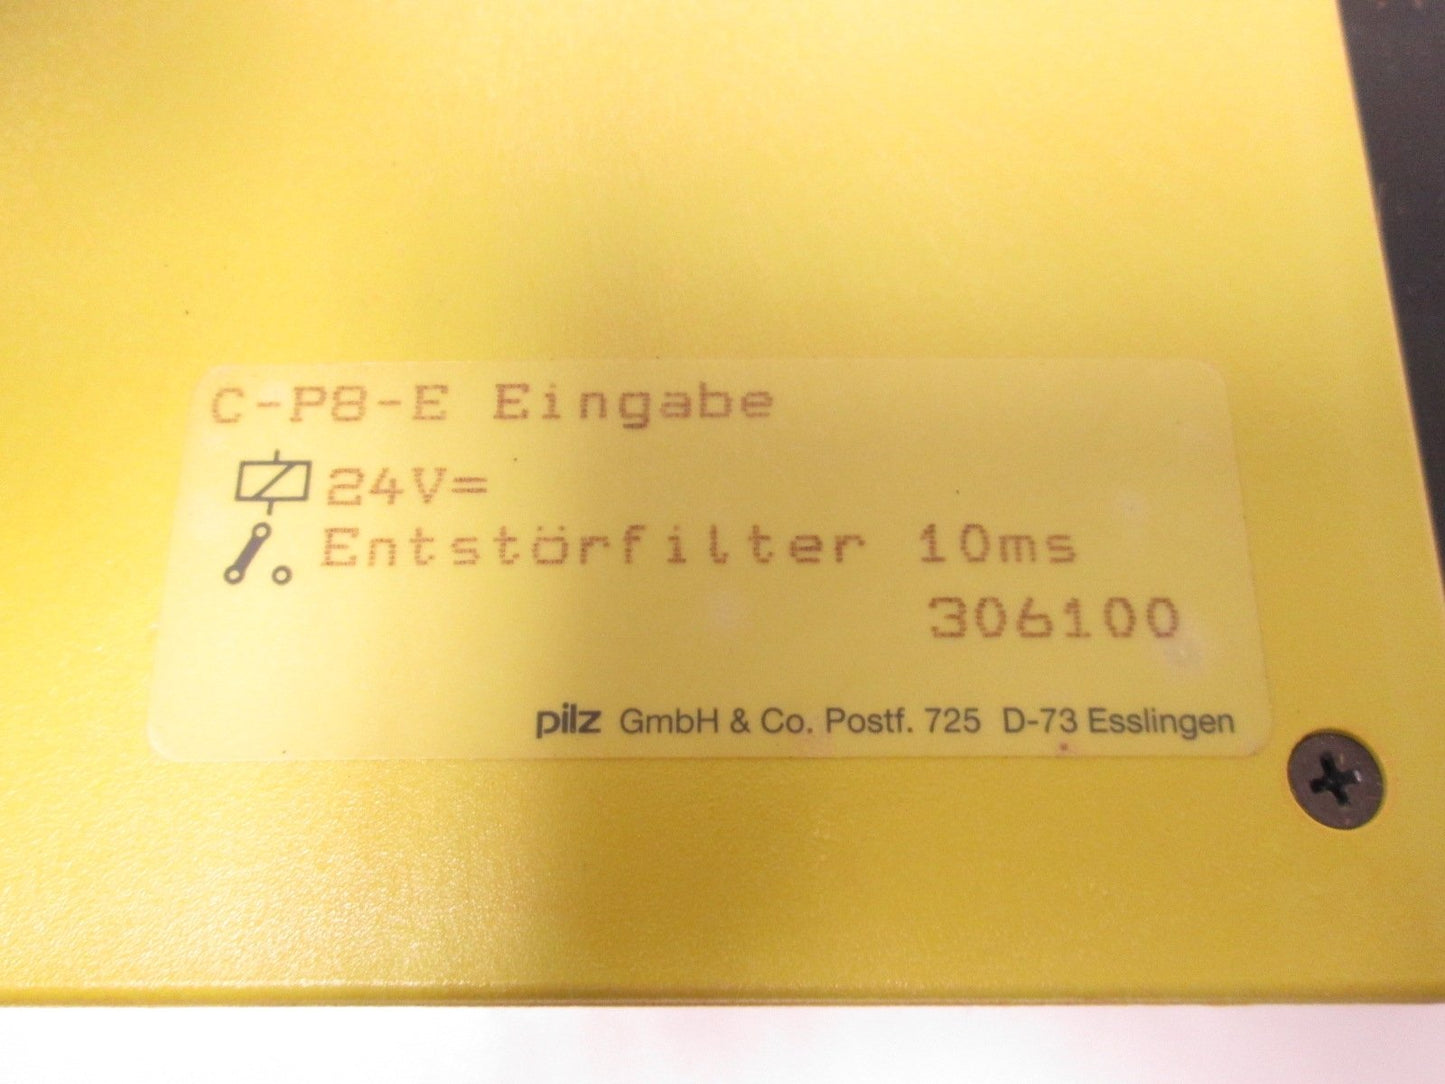 C-P8-E Eingabe
24V=
Entstörfilter 10ms
306100
pilz GmbH & Co. Postf. 725 D-73 Esslingen